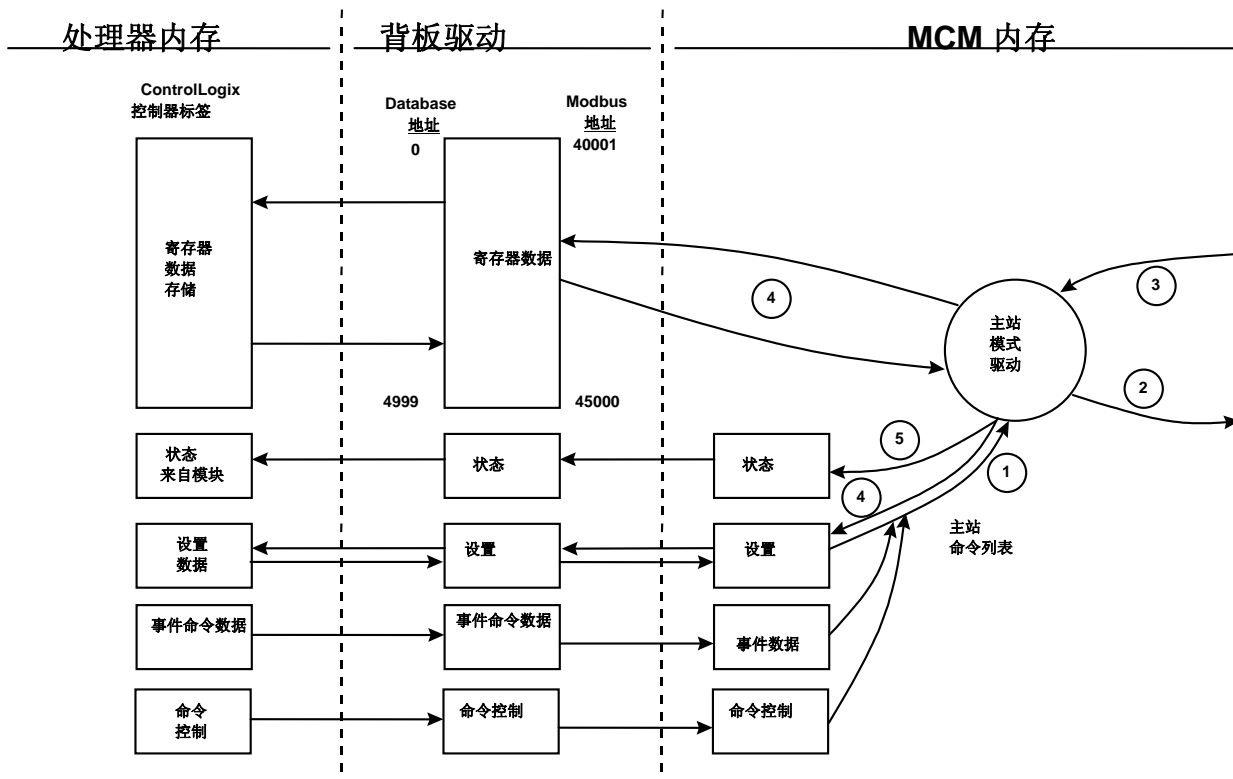 处理器内存
背板驱动
MCM 内存
ControlLogix
控制器标签
Database
地址
0
Modbus
地址
40001
寄存器
数据
存储
寄存器数据
4
3
主站
模式
驱动
2
4999
45000
状态
来自模块
状态
状态
5
1
4
设置
数据
设置
设置
主站
命令列表
事件命令数据
事件命令数据
事件数据
命令
控制
命令控制
命令控制